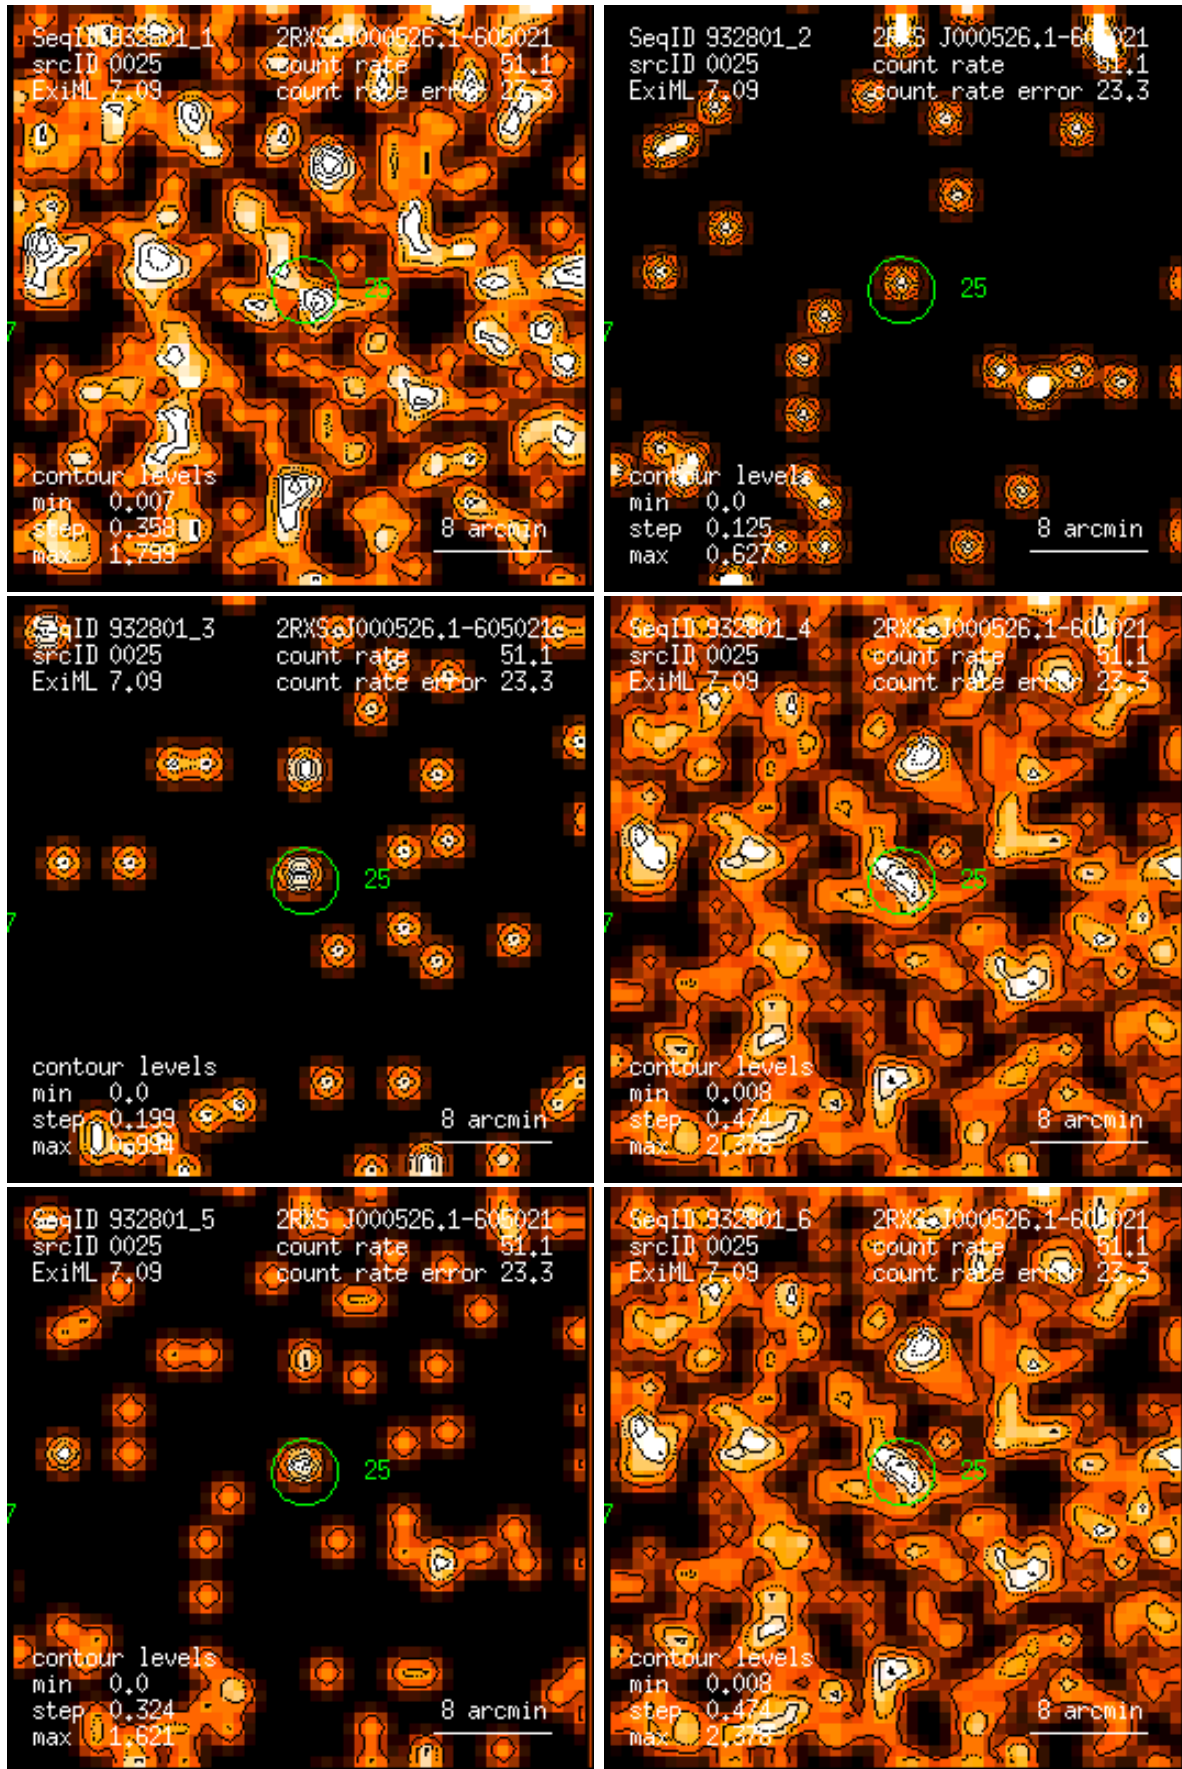 SeqID 932801_1 2RXS J000526.1-605021
srcID 0025 count rate 51.1
ExiML 7.09 count rate error 23.3
25
7
contour levels
min 0.007
step 0.358 8 arcmin
max 1.799
SeqID 932801_2 2RXS J000526.1-605021
srcID 0025 count rate 51.1
ExiML 7.09 count rate error 23.3
25
contour levels
min 0.0
step 0.125 8 arcmin
max 0.627
SeqID 932801_3 2RXS J000526.1-605021
srcID 0025 count rate 51.1
ExiML 7.09 count rate error 23.3
25
7
contour levels
min 0.0
step 0.199 8 arcmin
max 0.994
SeqID 932801_4 2RXS J000526.1-605021
srcID 0025 count rate 51.1
ExiML 7.09 count rate error 23.3
25
7
contour levels
min 0.008
step 0.474 8 arcmin
max 2.378
SeqID 932801_5 2RXS J000526.1-605021
srcID 0025 count rate 51.1
ExiML 7.09 count rate error 23.3
25
7
contour levels
min 0.0
step 0.324 8 arcmin
max 1.621
SeqID 932801_6 2RXS J000526.1-605021
srcID 0025 count rate 51.1
ExiML 7.09 count rate error 23.3
25
7
contour levels
min 0.008
step 0.474 8 arcmin
max 2.378